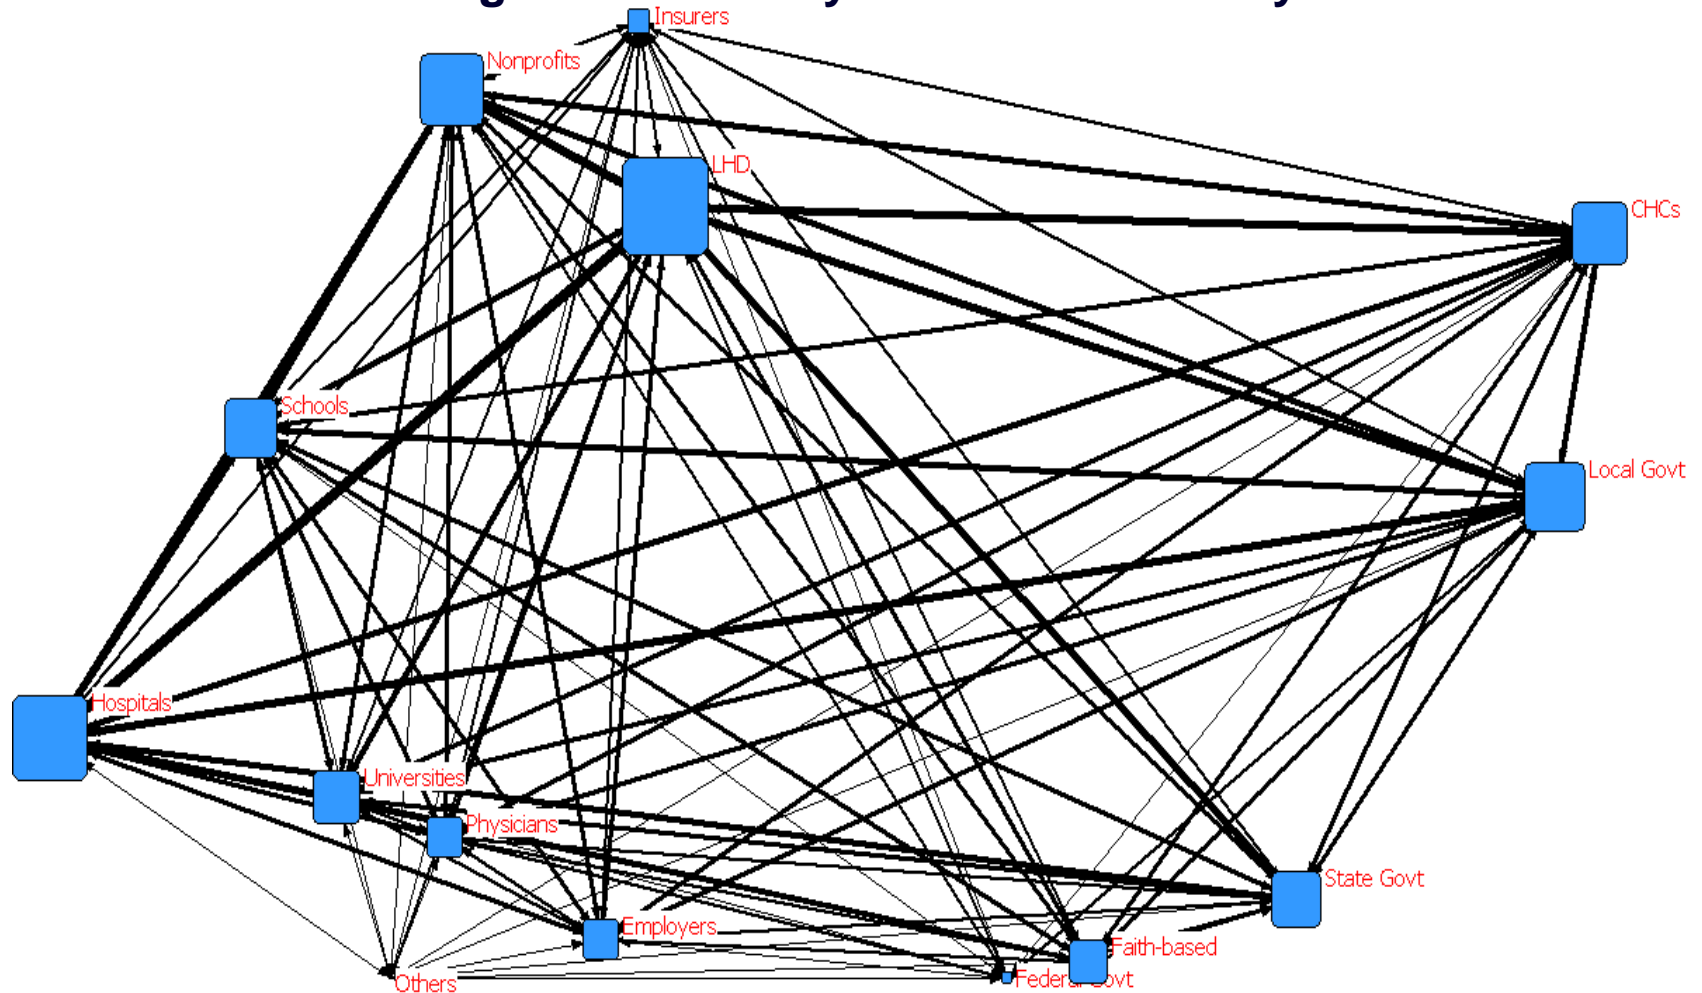 Insurers
Nonprofits
LHD
CHCs
Schools
Local Govt
Hospitals
Universities
Physicians
State Govt
Employers
Faith-based
Others